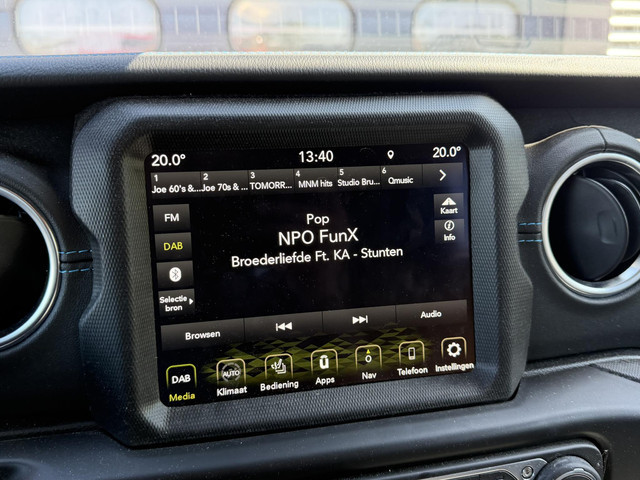 20.0° 13:40 20.0°
1 2 3 4 5 6
Joe 60's &... Joe 70s & ... TOMORR... MNM hits Studio Bru... Qmusic
FM
DAB
Selectie
bron
Pop
NPO FunX
Broederliefde Ft. KA - Stunten
Kaart
Info
Browsen Audio
DAB AUTO
Media Klimaat Bediening Apps Nav Telefoon Instellingen